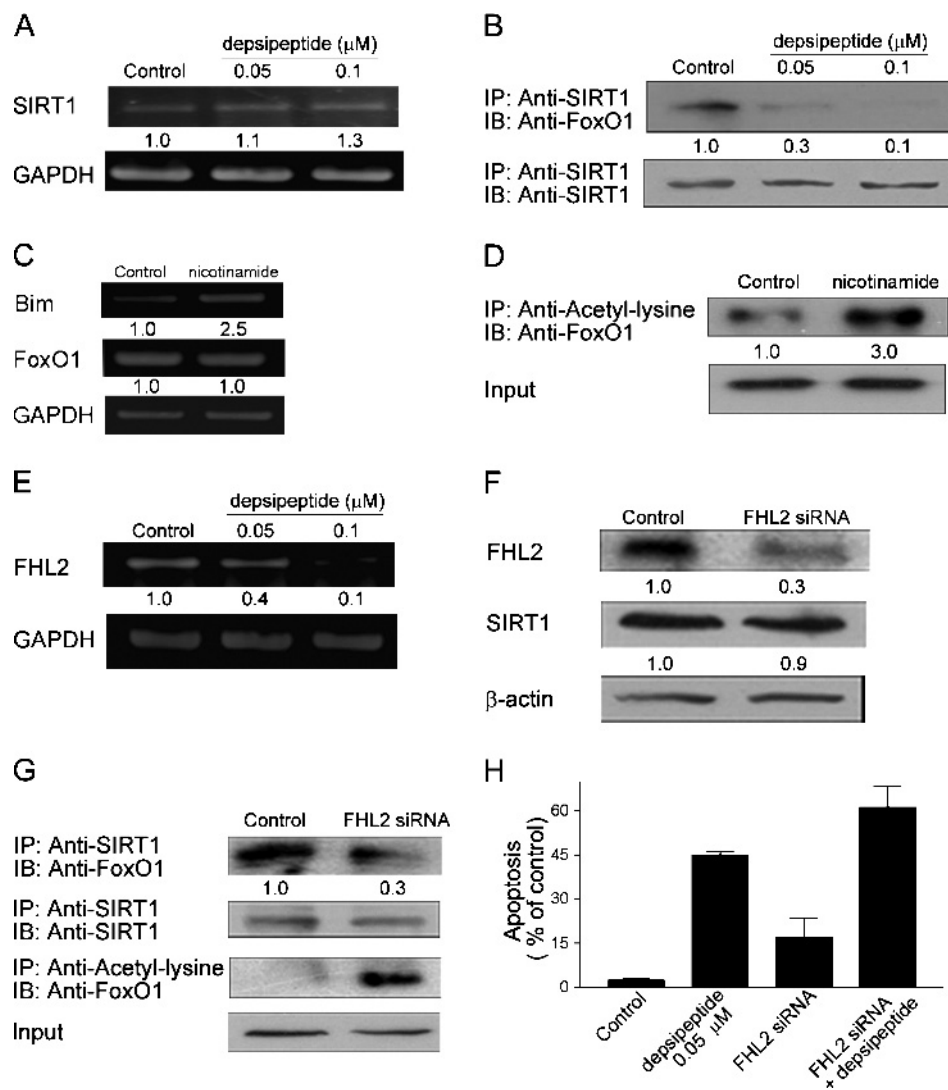 A
depsipeptide (μM)
Control 0.05 0.1
SIRT1
1.0 1.1 1.3
GAPDH
B
depsipeptide (μM)
Control 0.05 0.1
IP: Anti-SIRT1
IB: Anti-FoxO1
1.0 0.3 0.1
IP: Anti-SIRT1
IB: Anti-SIRT1
C
Control nicotinamide
Bim
1.0 2.5
FoxO1
1.0 1.0
GAPDH
D
Control nicotinamide
IP: Anti-Acetyl-lysine
IB: Anti-FoxO1
1.0 3.0
Input
E
depsipeptide (μM)
Control 0.05 0.1
FHL2
1.0 0.4 0.1
GAPDH
F
Control FHL2 siRNA
FHL2
1.0 0.3
SIRT1
1.0 0.9
β-actin
G
Control FHL2 siRNA
IP: Anti-SIRT1
IB: Anti-FoxO1
1.0 0.3
IP: Anti-SIRT1
IB: Anti-SIRT1
IP: Anti-Acetyl-lysine
IB: Anti-FoxO1
Input
H
Apoptosis
( % of control)
60
45
30
15
0
Control
depsipeptide
0.05 μM
FHL2 siRNA
FHL2 siRNA
+ depsipeptide